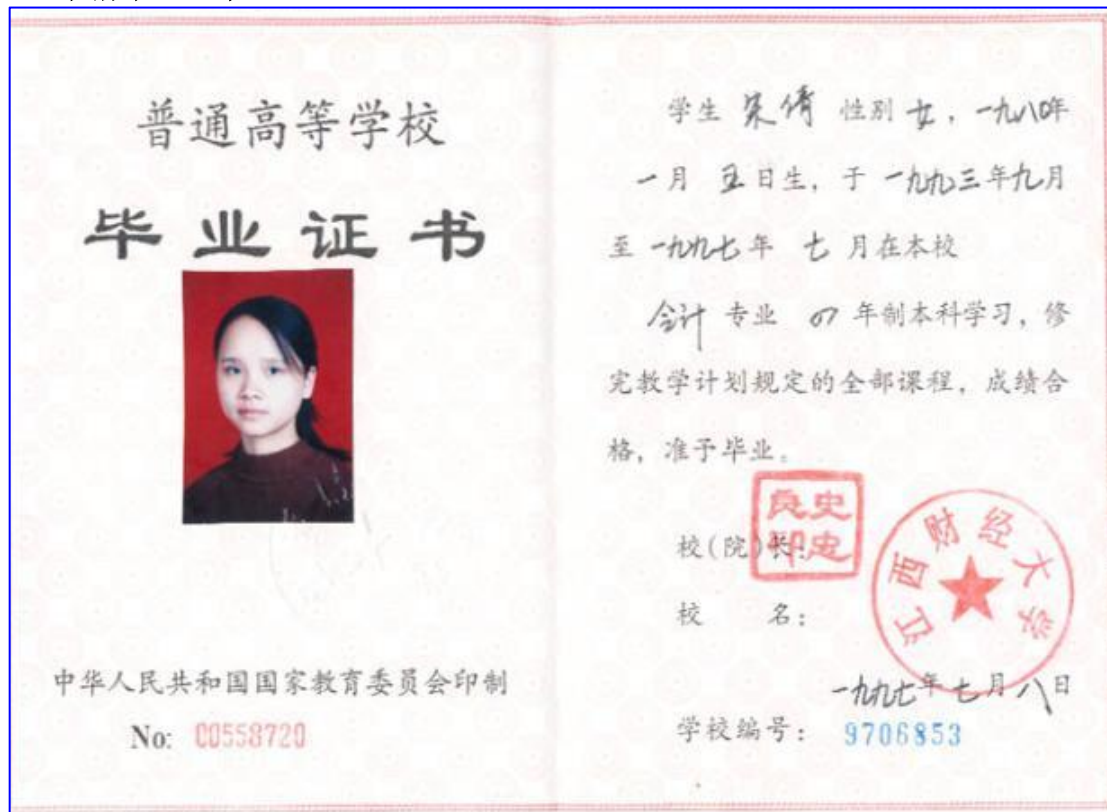 普通高等学校
毕业证书
中华人民共和国国家教育委员会印制
No: C0558720
学生 宋倩 性别 女，一九八〇年
一月 五日生，于 一九九三年九月
至 一九九七年 七 月在本校
会计 专业 四 年制本科学习，修
完教学计划规定的全部课程，成绩合
格，准予毕业。
校(院)长：
史忠良印
校 名：
江西财经大学
一九九七年 七 月 八 日
学校编号： 9706853